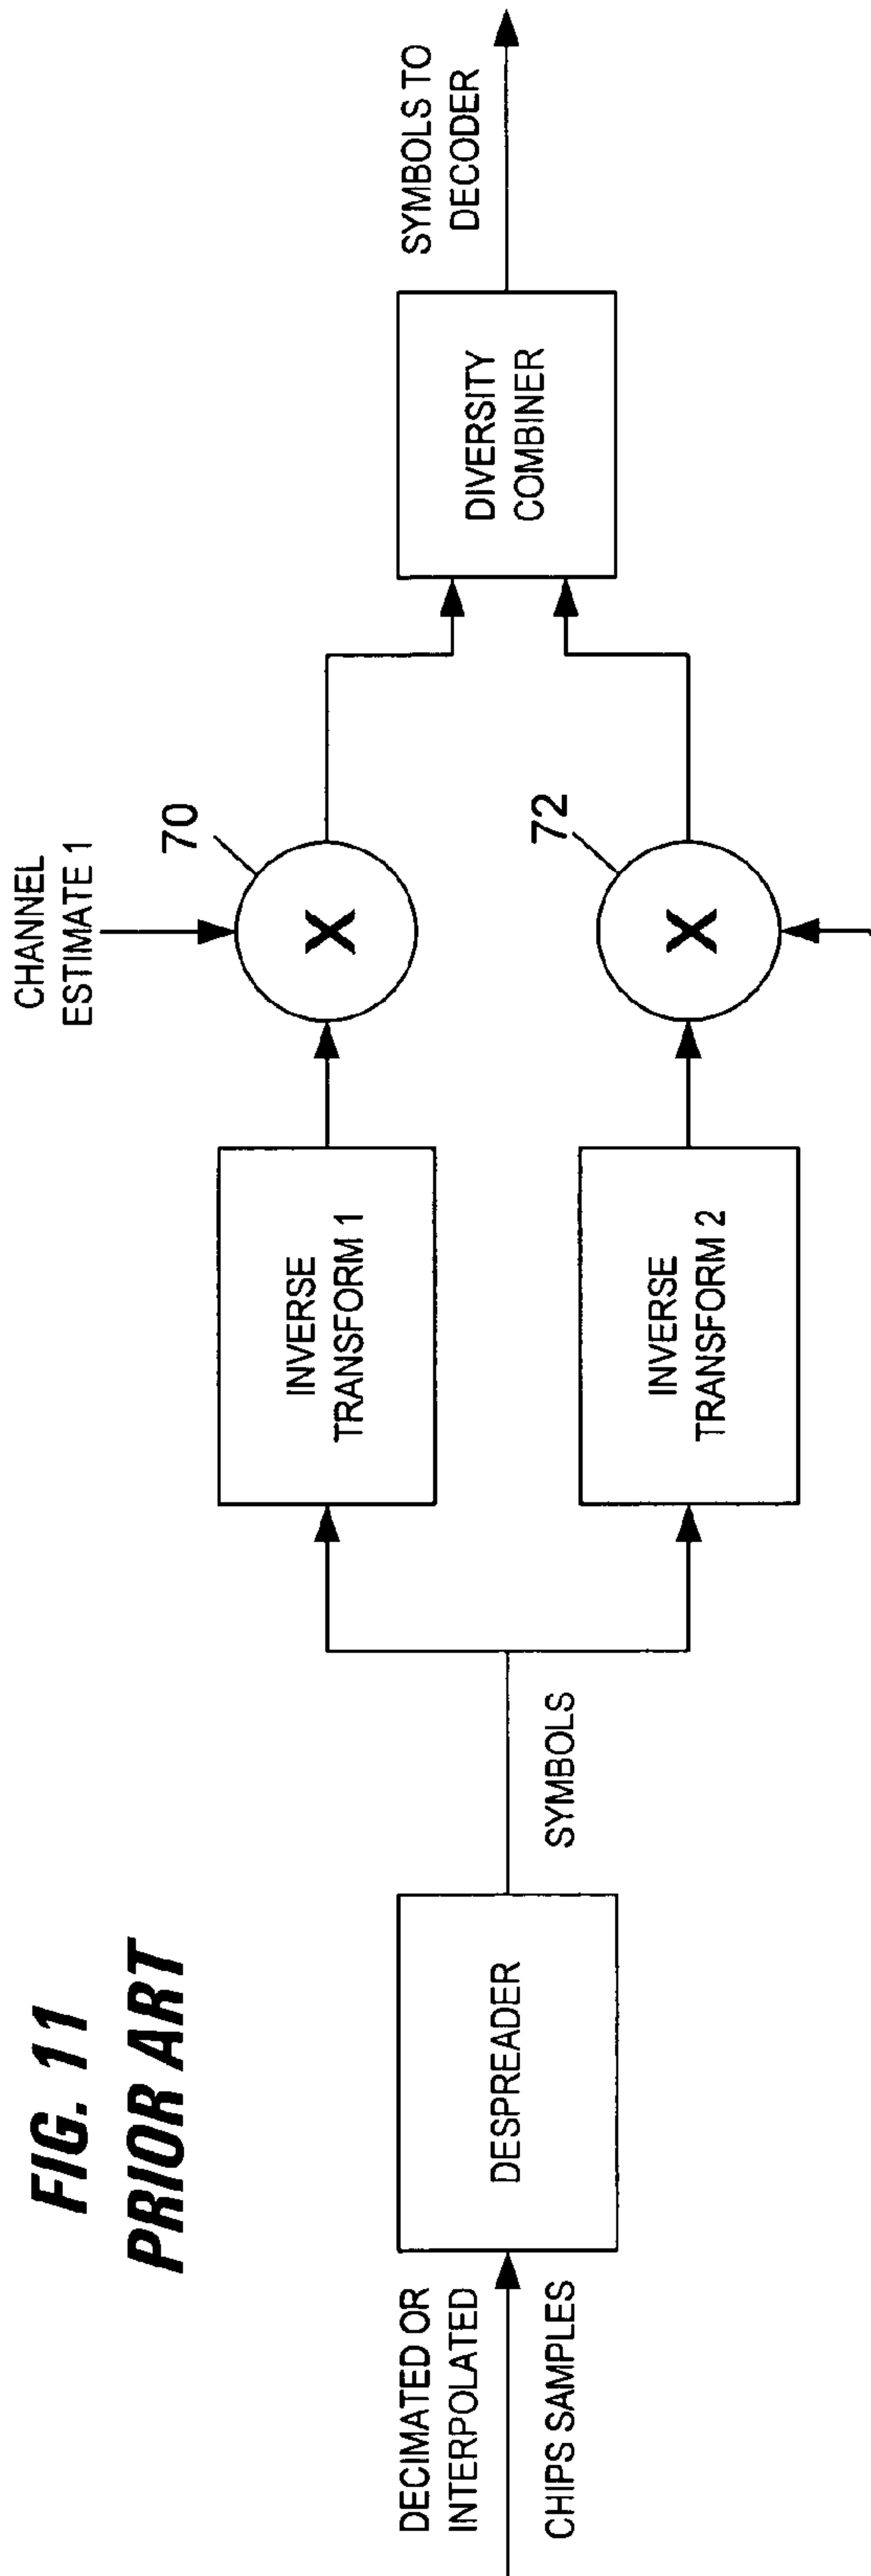 FIG. 11
PRIOR ART
DECIMATED OR
INTERPOLATED
CHIPS SAMPLES
DESPREADER
SYMBOLS
INVERSE
TRANSFORM 1
INVERSE
TRANSFORM 2
CHANNEL
ESTIMATE 1
70
X
72
X
DIVERSITY
COMBINER
SYMBOLS TO
DECODER